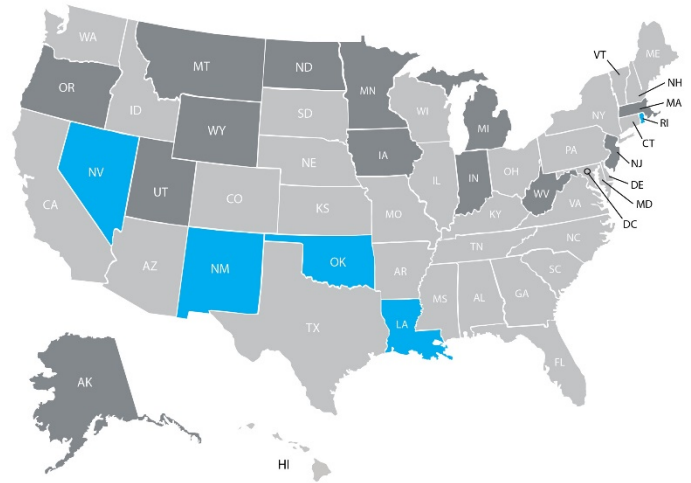 WA
MT
ND
MN
VT
ME
NH
MA
RI
CT
OR
ID
WY
SD
WI
MI
NY
PA
NJ
DE
MD
DC
NV
UT
CO
NE
IA
IL
IN
OH
WV
VA
CA
KS
MO
KY
NC
AZ
NM
OK
AR
TN
SC
TX
LA
MS
AL
GA
FL
AK
HI